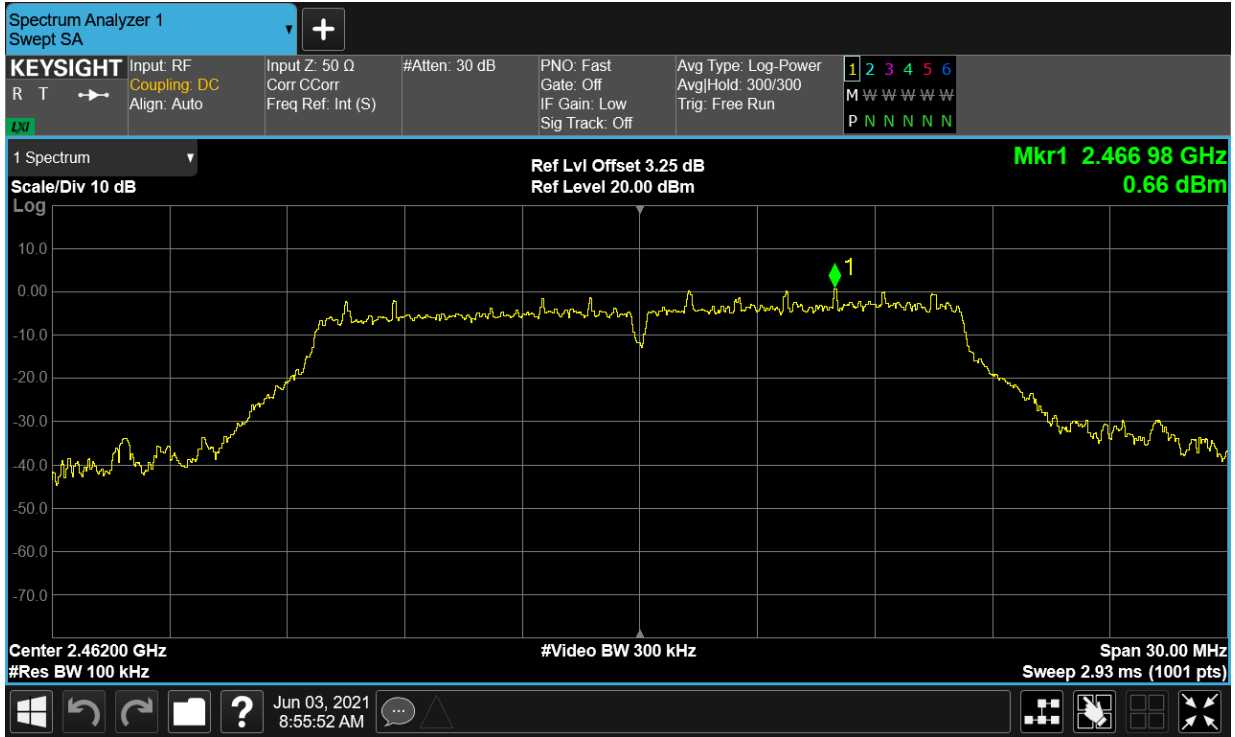 Spectrum Analyzer 1
Swept SA
KEYSIGHT
R T
LXI
Input: RF
Coupling: DC
Align: Auto
Input Z: 50 Ω
Corr CCorr
Freq Ref: Int (S)
#Atten: 30 dB
PNO: Fast
Gate: Off
IF Gain: Low
Sig Track: Off
Avg Type: Log-Power
Avg|Hold: 300/300
Trig: Free Run
1 2 3 4 5 6
M W W W W W
P N N N N N
1 Spectrum
Scale/Div 10 dB
Ref Lvl Offset 3.25 dB
Ref Level 20.00 dBm
Mkr1 2.466 98 GHz
0.66 dBm
Log
10.0
0.00
-10.0
-20.0
-30.0
-40.0
-50.0
-60.0
-70.0
1
Center 2.46200 GHz
#Video BW 300 kHz
Span 30.00 MHz
#Res BW 100 kHz
Sweep 2.93 ms (1001 pts)
?
Jun 03, 2021
8:55:52 AM